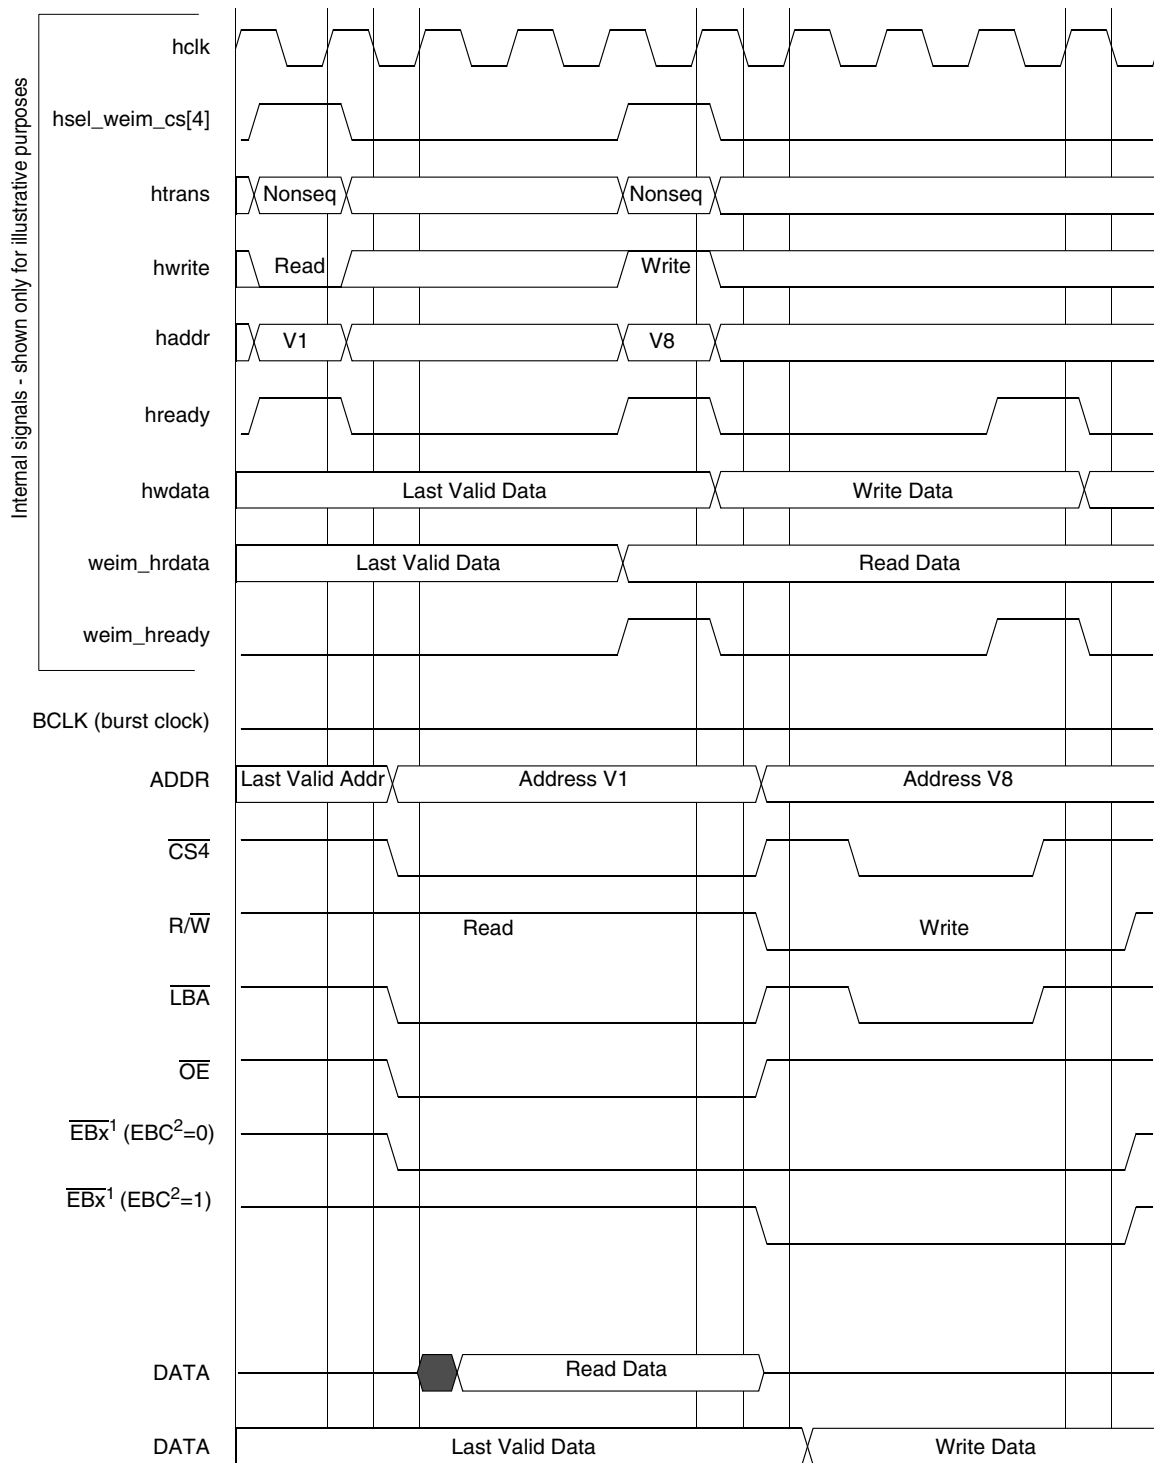 Internal signals - shown only for illustrative purposes
hclk
hsel_weim_cs[4]
htrans Nonseq Nonseq
hwrite Read Write
haddr V1 V8
hready
hwdata Last Valid Data Write Data
weim_hrdata Last Valid Data Read Data
weim_hready
BCLK (burst clock)
ADDR Last Valid Addr Address V1 Address V8
CS4
R/W Read Write
LBA
OE
EBx1 (EBC2=0)
EBx1 (EBC2=1)
DATA Read Data
DATA Last Valid Data Write Data